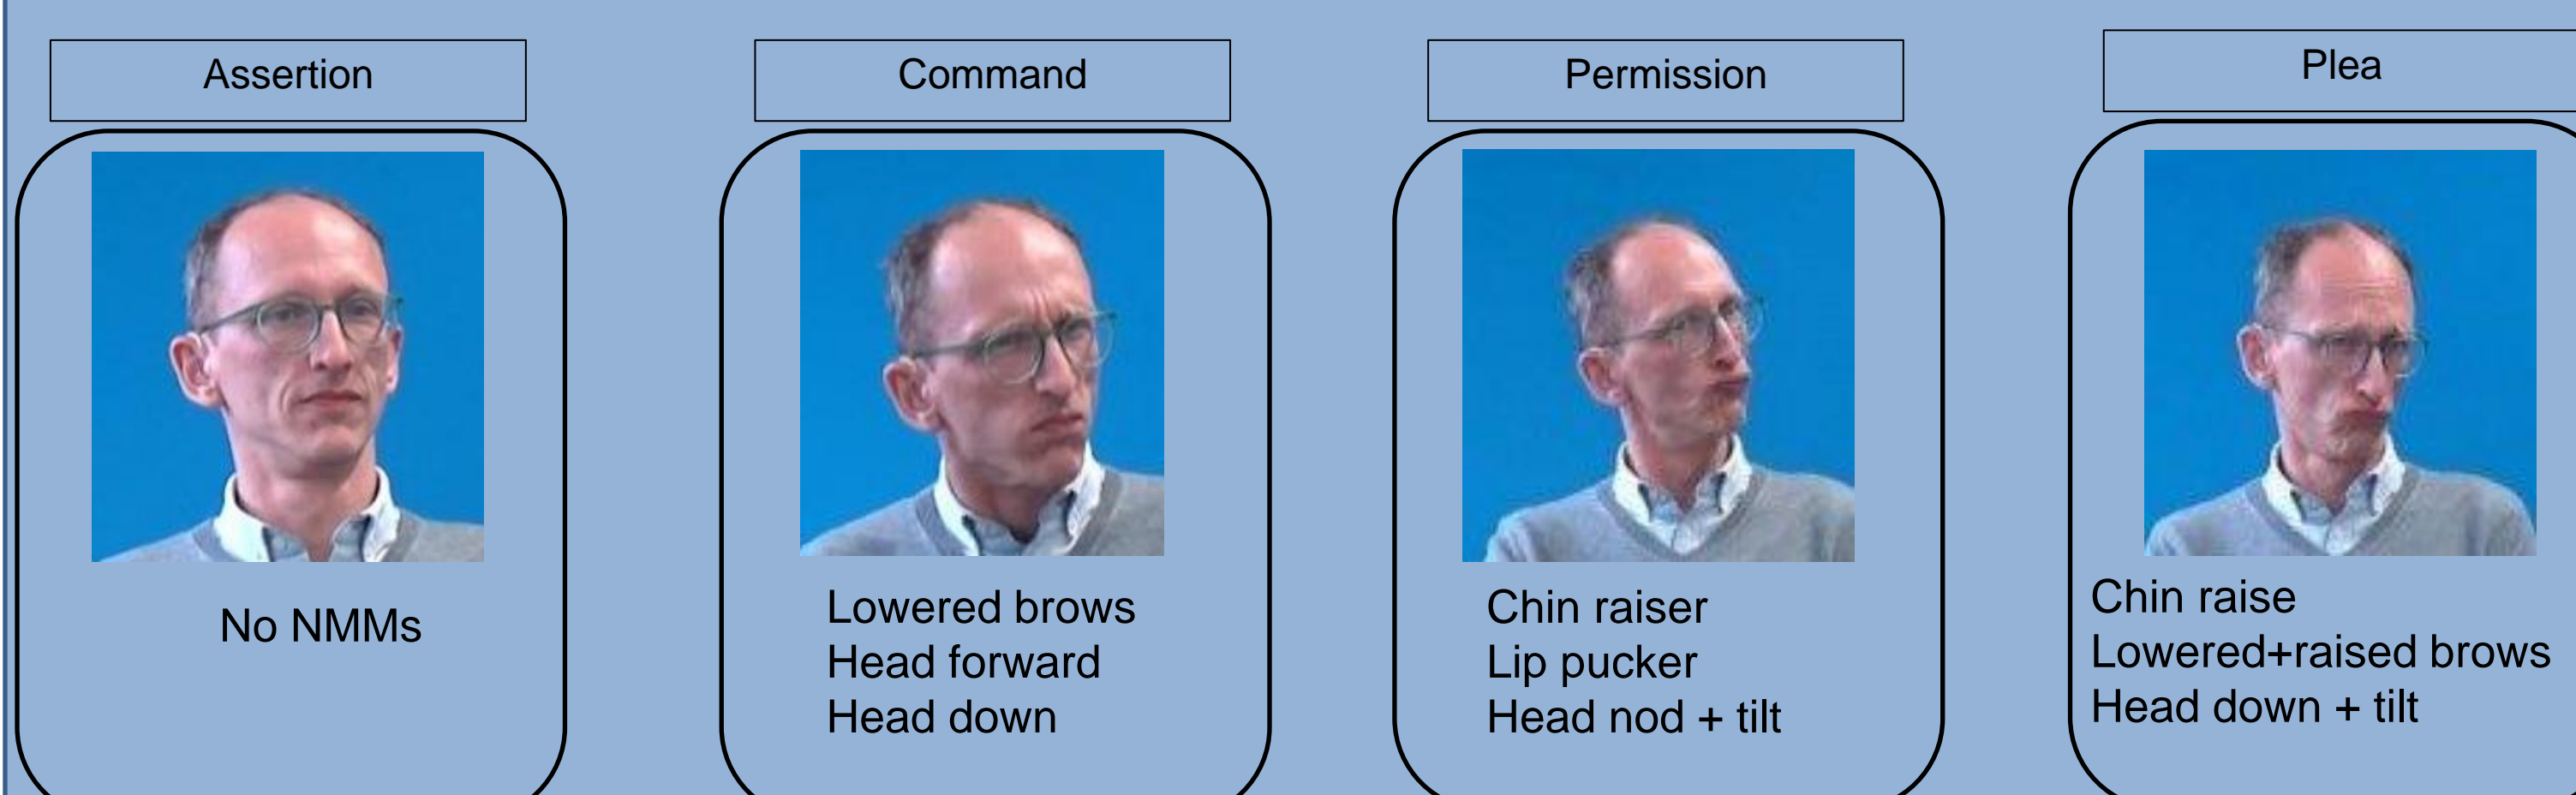 Assertion
No NMMs
Command
Lowered brows
Head forward
Head down
Permission
Chin raiser
Lip pucker
Head nod + tilt
Plea
Chin raise
Lowered+raised brows
Head down + tilt